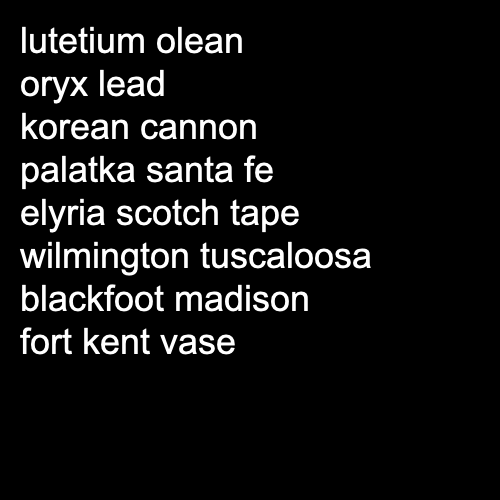 lutetium olean
oryx lead
korean cannon
palatka santa fe
elyria scotch tape
wilmington tuscaloosa
blackfoot madison
fort kent vase